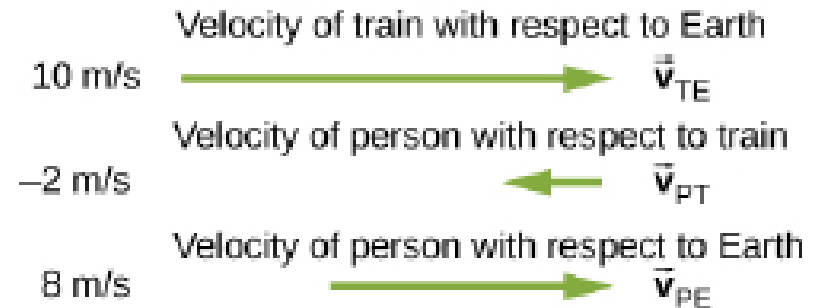 Velocity of train with respect to Earth
10 m/s v⃗TE
Velocity of person with respect to train
–2 m/s v⃗PT
Velocity of person with respect to Earth
8 m/s v⃗PE